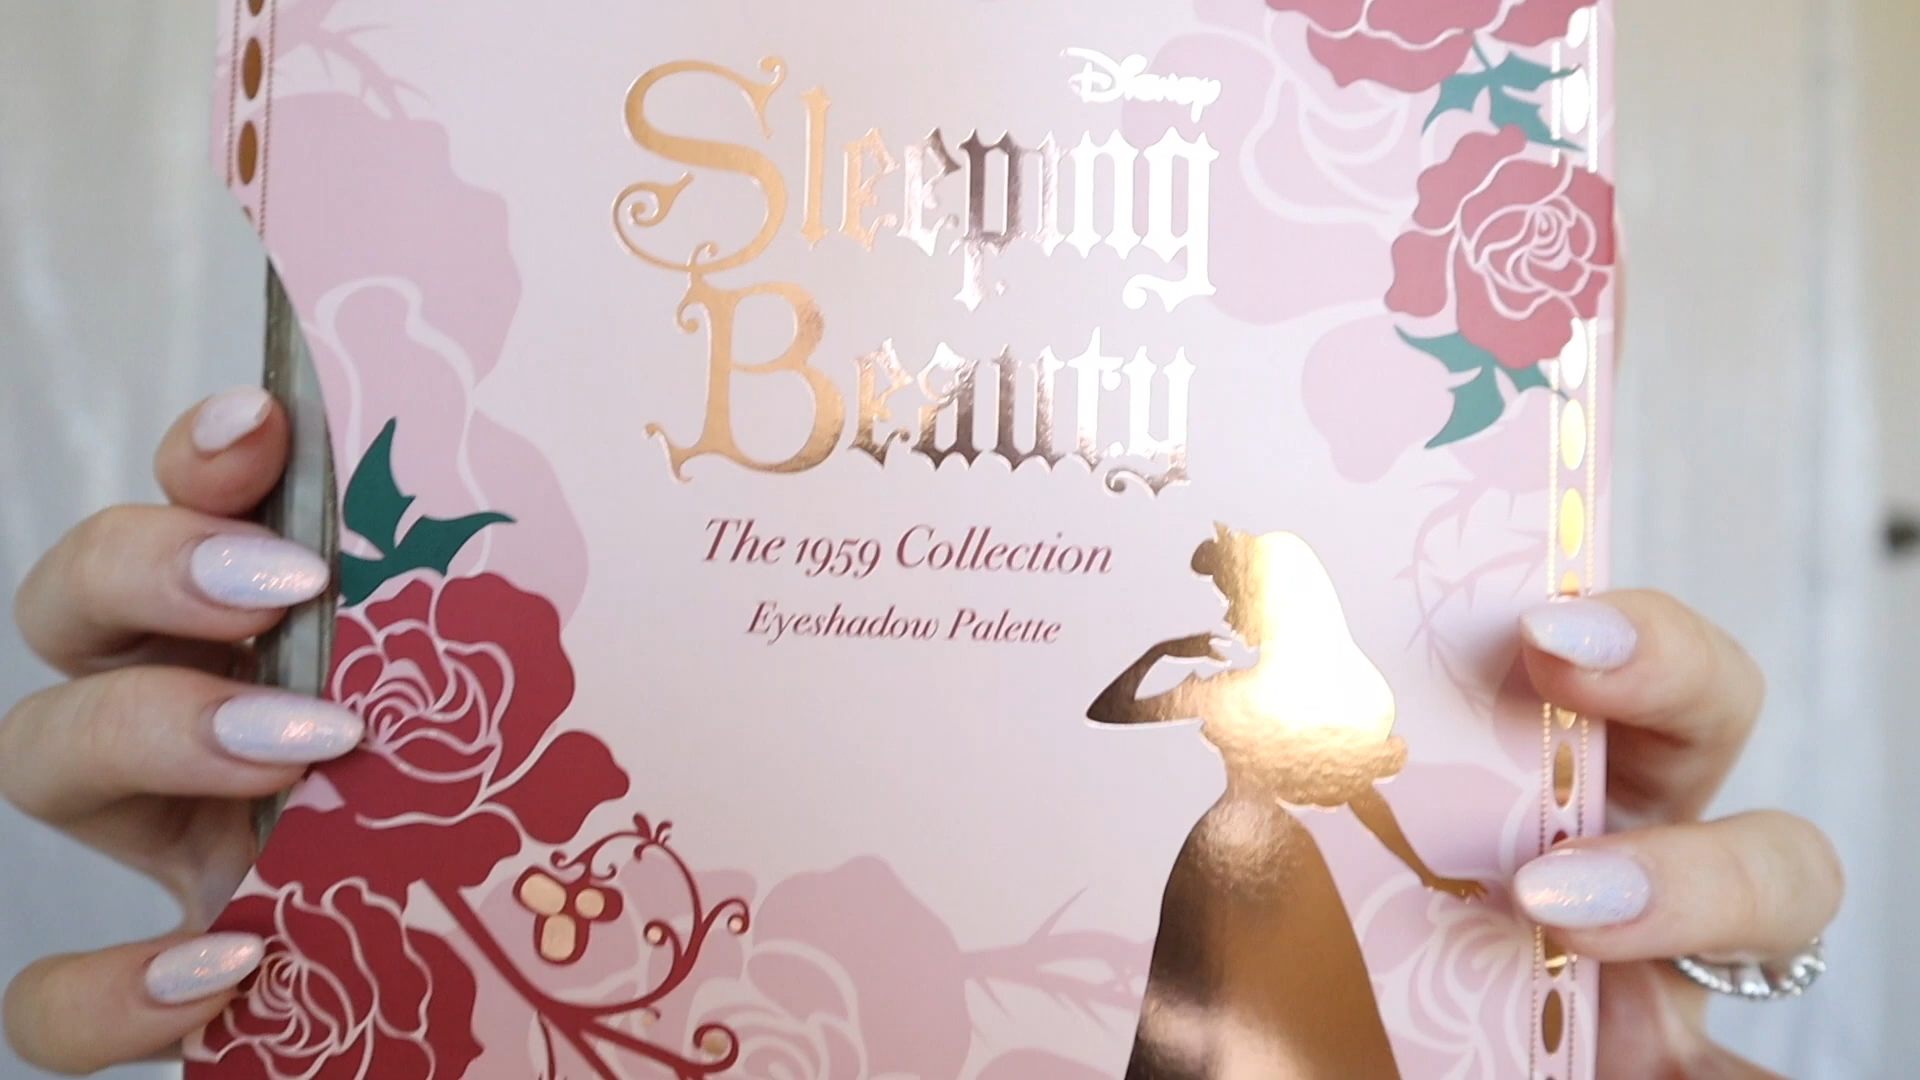 Disney
Sleeping
Beauty
The 1959 Collection
Eyeshadow Palette